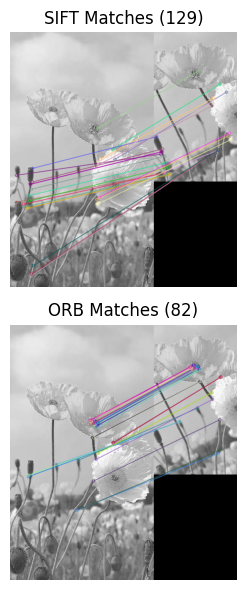 SIFT Matches (129)
ORB Matches (82)